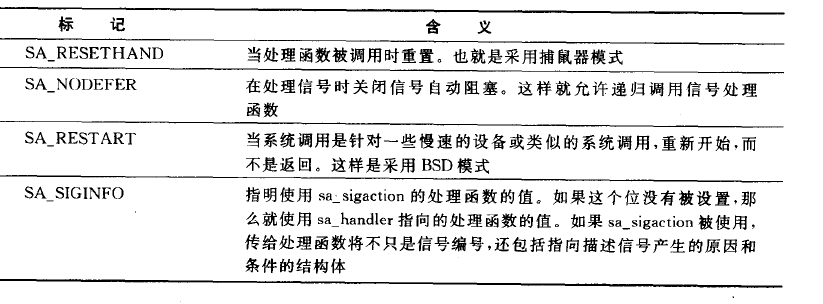 标 记 含 义
SA_RESETHAND 当处理函数被调用时重置。也就是采用捕鼠器模式
SA_NODEFER 在处理信号时关闭信号自动阻塞。这样就允许递归调用信号处理
函数
SA_RESTART 当系统调用是针对一些慢速的设备或类似的系统调用,重新开始,而
不是返回。这样是采用 BSD 模式
SA_SIGINFO 指明使用 sa_sigaction 的处理函数的值。如果这个位没有被设置,那
么就使用 sa_handler 指向的处理函数的值。如果 sa_sigaction 被使用,
传给处理函数将不只是信号编号,还包括指向描述信号产生的原因和
条件的结构体